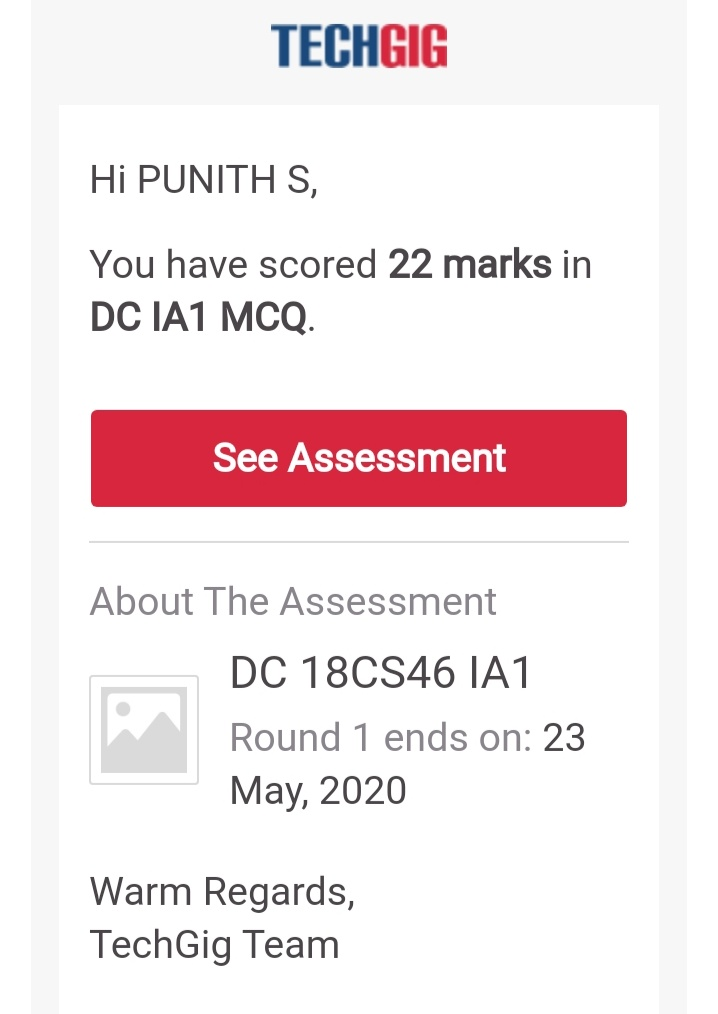 TECHGIG
Hi PUNITH S,
You have scored 22 marks in
DC IA1 MCQ.
See Assessment
About The Assessment
DC 18CS46 IA1
Round 1 ends on: 23
May, 2020
Warm Regards,
TechGig Team